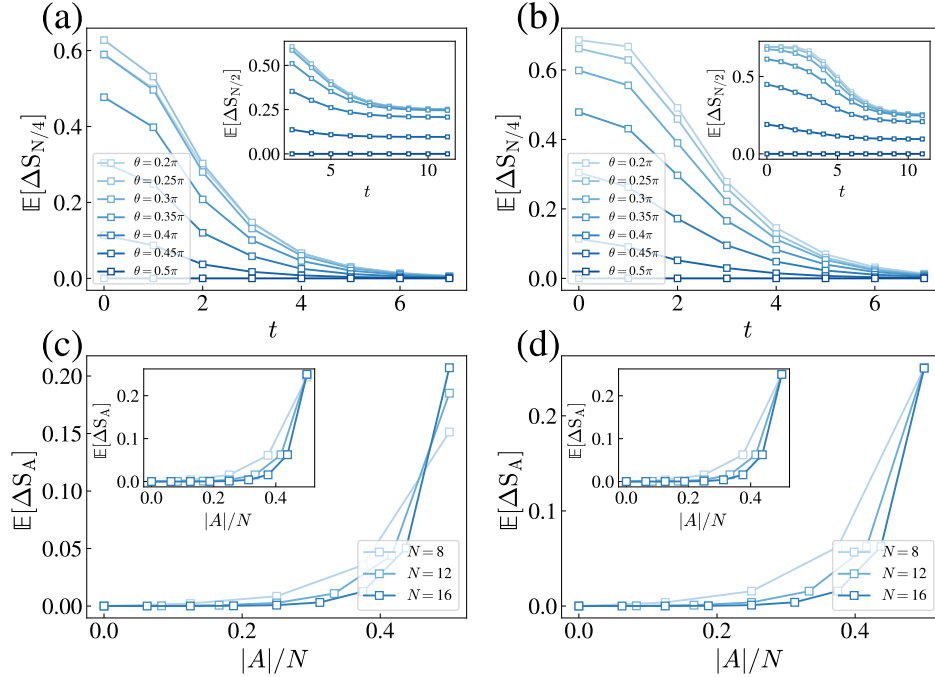 (a)
0.6
0.4
0.2
0.0
𝔼[ΔS_{N/4}]
0 2 4 6
t
θ = 0.2π
θ = 0.25π
θ = 0.3π
θ = 0.35π
θ = 0.4π
θ = 0.45π
θ = 0.5π
0.50
0.25
0.00
𝔼[ΔS_{N/2}]
5 10
t
(b)
0.8
0.6
0.4
0.2
0.0
𝔼[ΔS_{N/4}]
0 2 4 6
t
θ = 0.2π
θ = 0.25π
θ = 0.3π
θ = 0.35π
θ = 0.4π
θ = 0.45π
θ = 0.5π
0.5
0.0
𝔼[ΔS_{N/2}]
0 5 10
t
(c)
0.20
0.15
0.10
0.05
0.00
𝔼[ΔS_A]
0.0 0.2 0.4
|A|/N
N = 8
N = 12
N = 16
0.2
0.1
0.0
𝔼[ΔS_A]
0.0 0.2 0.4
|A|/N
(d)
0.2
0.1
0.0
𝔼[ΔS_A]
0.0 0.2 0.4
|A|/N
N = 8
N = 12
N = 16
0.2
0.1
0.0
𝔼[ΔS_A]
0.0 0.2 0.4
|A|/N